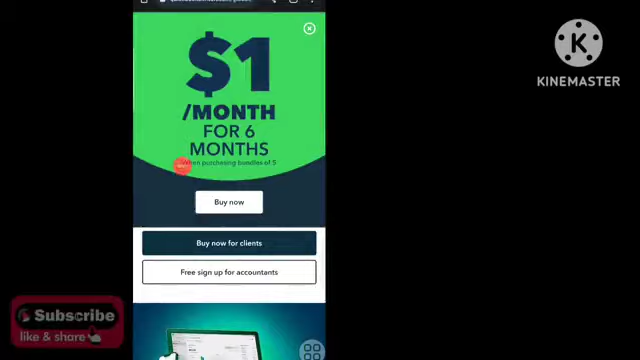 $1
/MONTH
FOR 6
MONTHS
When purchasing bundles of 5
Buy now
Buy now for clients
Free sign up for accountants
K
KINEMASTER
Subscribe
like & share